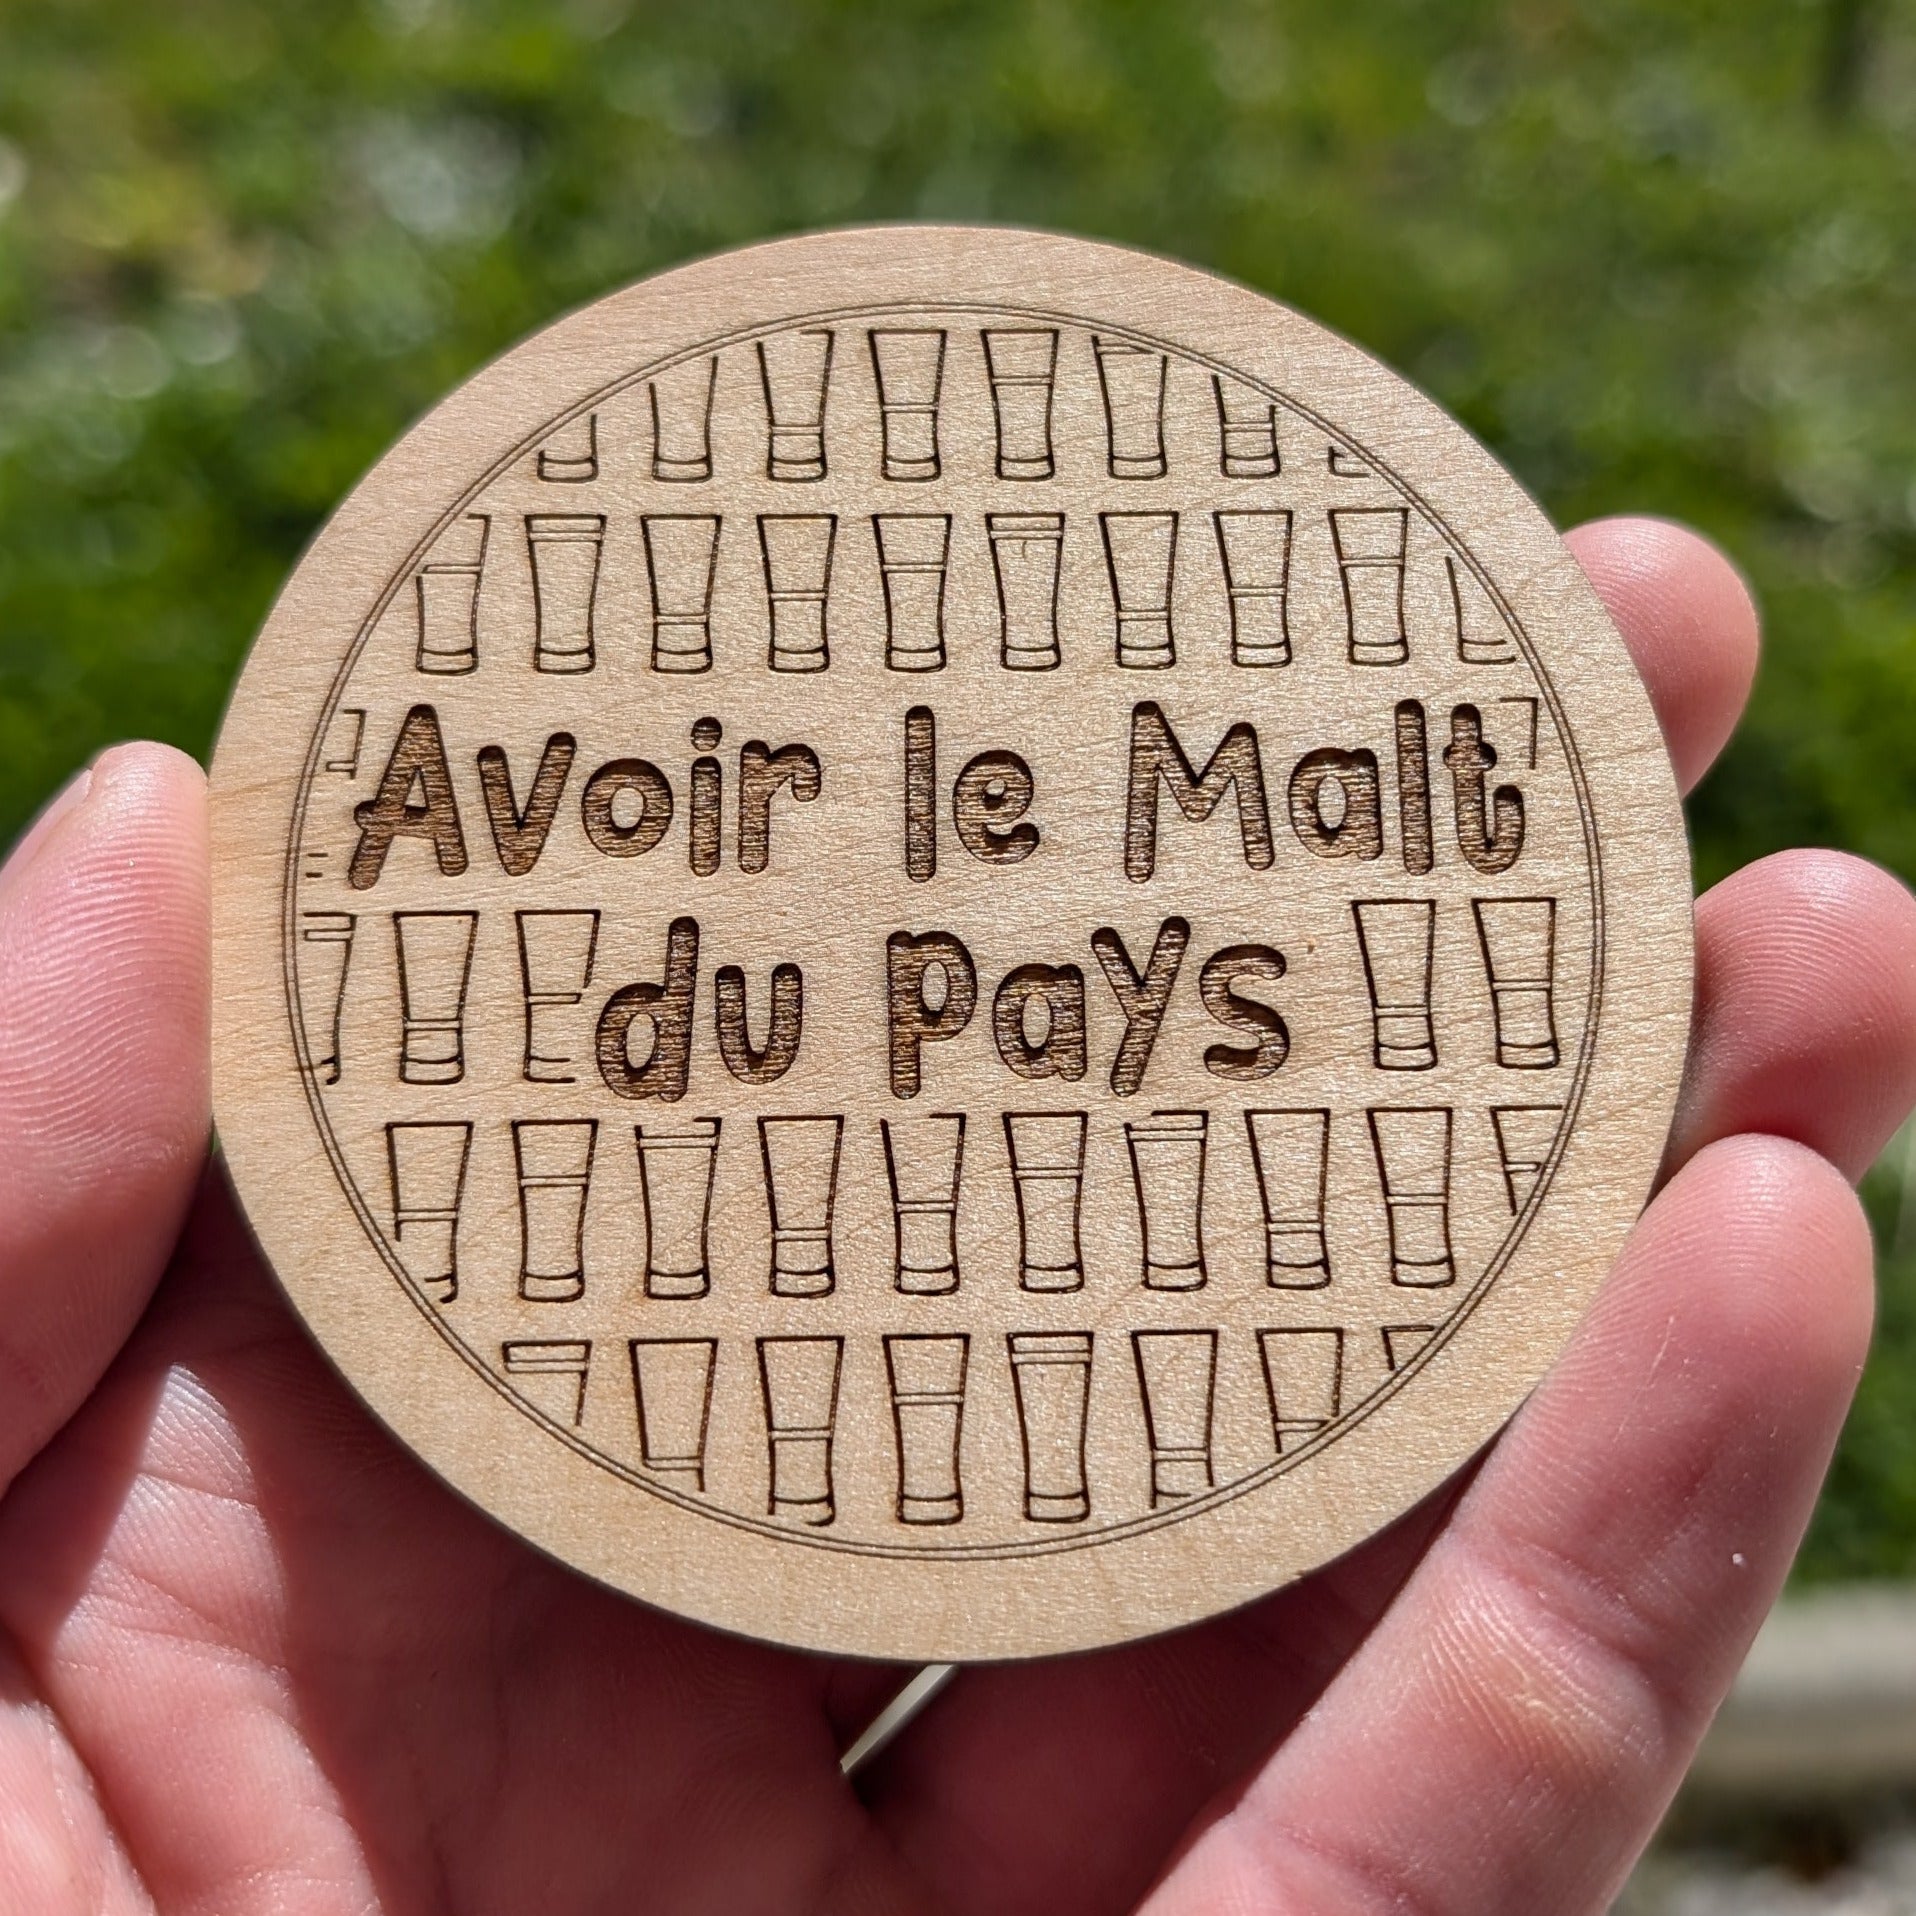 Avoir le Malt
du pays